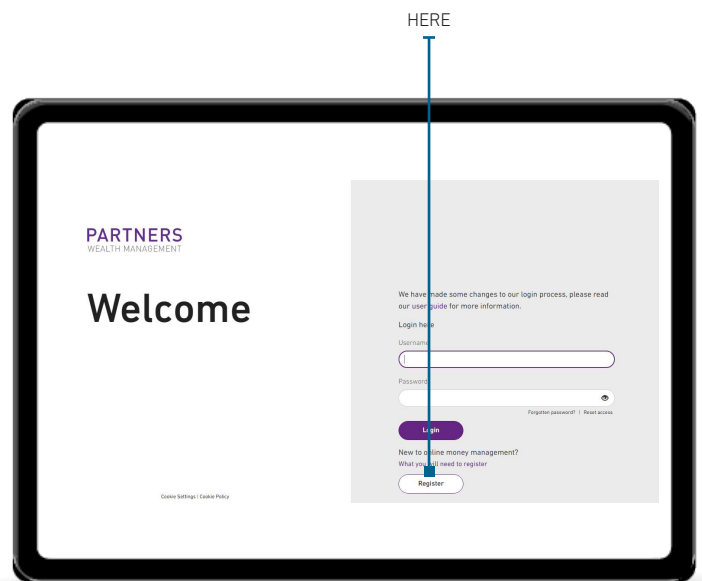 HERE
PARTNERS
WEALTH MANAGEMENT
Welcome
Cookie Settings | Cookie Policy
We have made some changes to our login process, please read
our user guide for more information.
Login here
Username
Password
Forgotten password? | Reset access
Login
New to online money management?
What you will need to register
Register